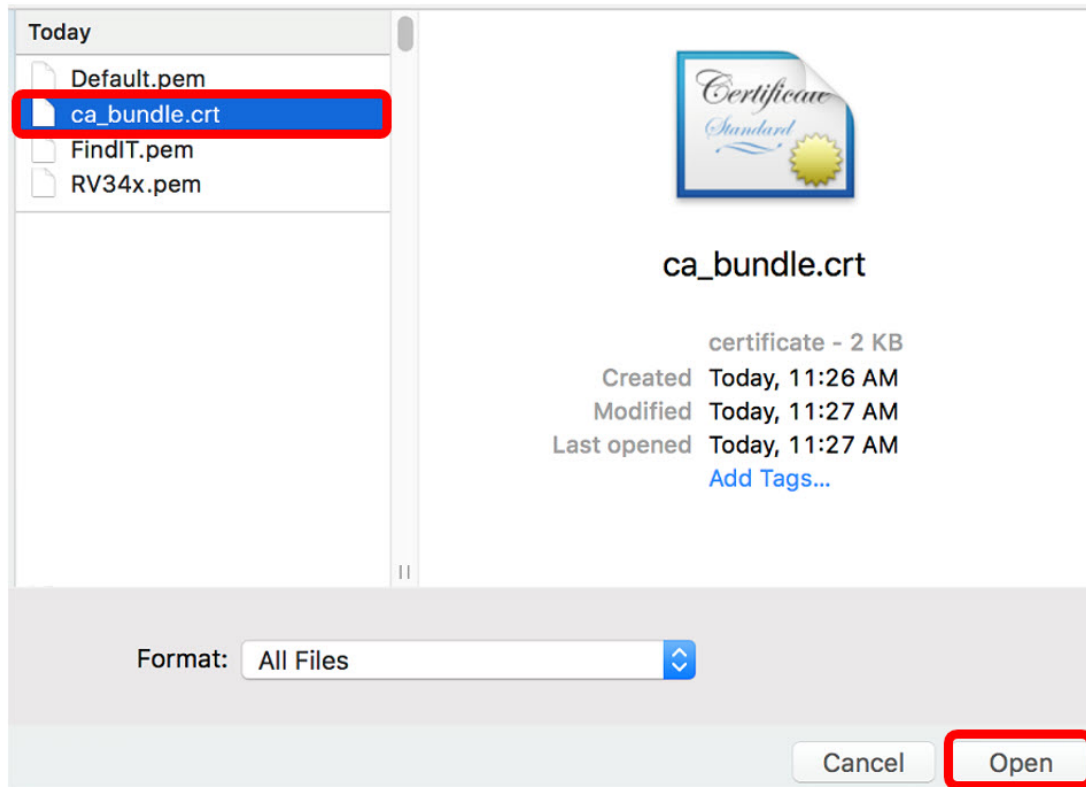 Today
Default.pem
ca_bundle.crt
FindIT.pem
RV34x.pem
Certificate
Standard
ca_bundle.crt
certificate - 2 KB
Created Today, 11:26 AM
Modified Today, 11:27 AM
Last opened Today, 11:27 AM
Add Tags...
Format: All Files
Cancel Open